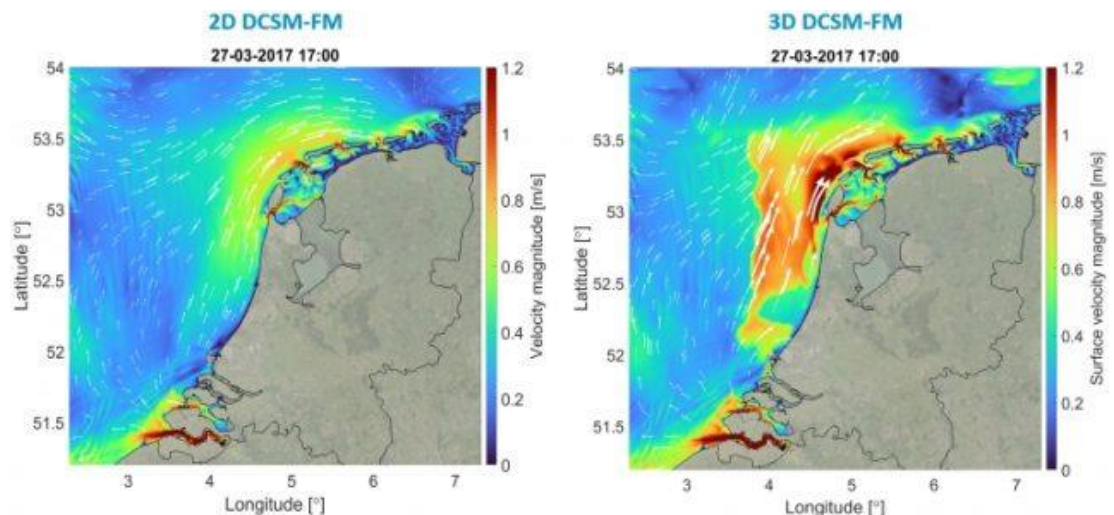 2D DCSM-FM
27-03-2017 17:00
54
53.5
53
52.5
52
51.5
Latitude [°]
3 4 5 6 7
Longitude [°]
1.2
1
0.8
0.6
0.4
0.2
0
Velocity magnitude [m/s]
3D DCSM-FM
27-03-2017 17:00
54
53.5
53
52.5
52
51.5
Latitude [°]
3 4 5 6 7
Longitude [°]
1.2
1
0.8
0.6
0.4
0.2
0
Surface velocity magnitude [m/s]